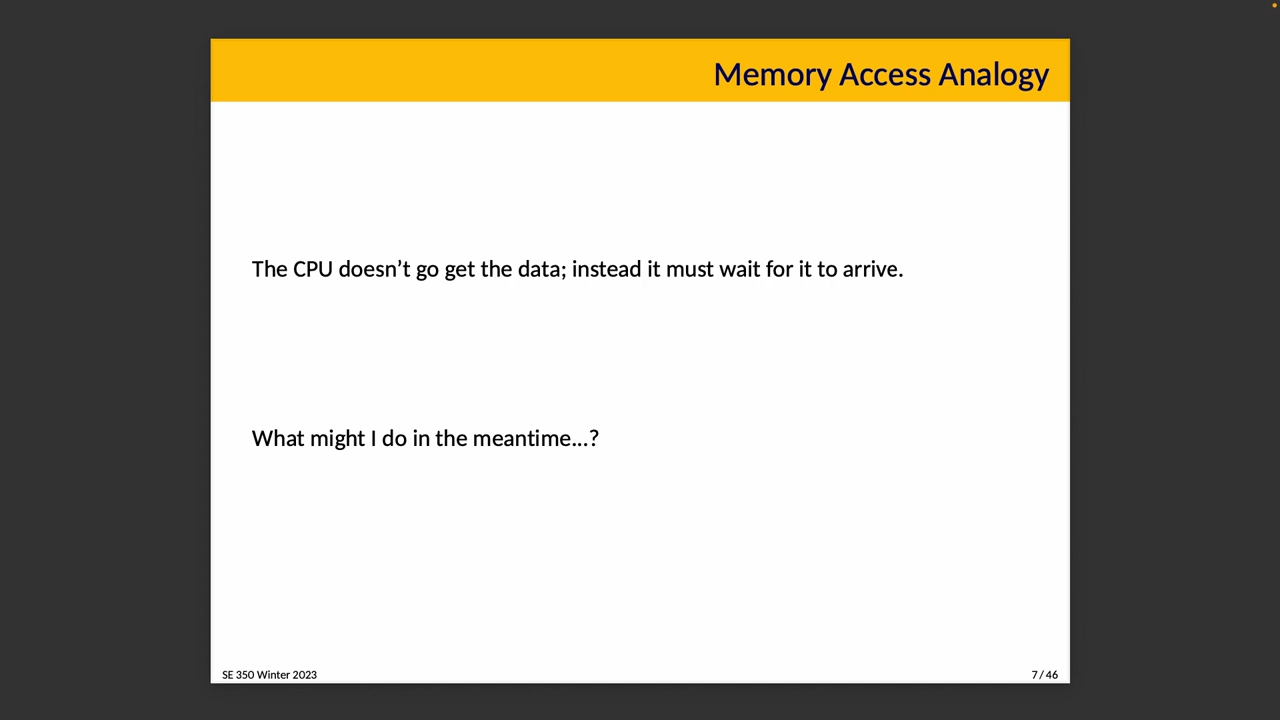 Memory Access Analogy
The CPU doesn’t go get the data; instead it must wait for it to arrive.
What might I do in the meantime...?
SE 350 Winter 2023
7 / 46